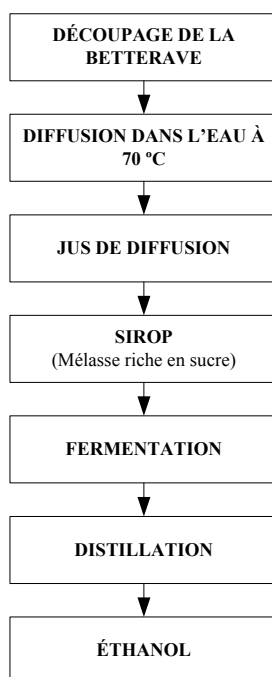 DÉCOUPAGE DE LA
BETTERAVE
DIFFUSION DANS L’EAU À
70 ºC
JUS DE DIFFUSION
SIROP
(Mélasse riche en sucre)
FERMENTATION
DISTILLATION
ÉTHANOL